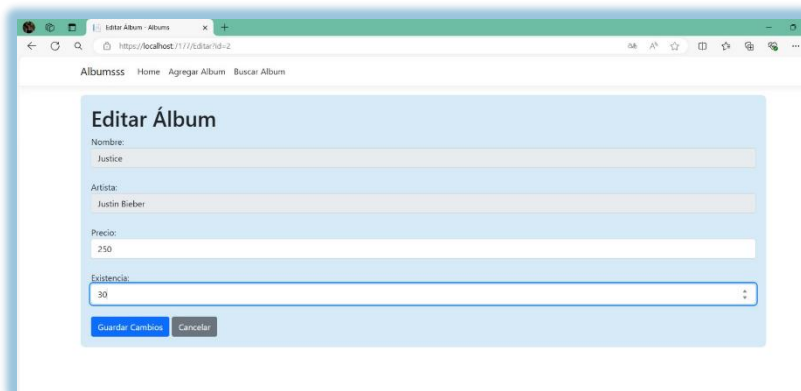 Editar Álbum - Albums
https://localhost:7177/Editar?id=2
Albumsss Home Agregar Album Buscar Album
Editar Álbum
Nombre:
Justice
Artista:
Justin Bieber
Precio:
250
Existencia:
30
Guardar Cambios Cancelar